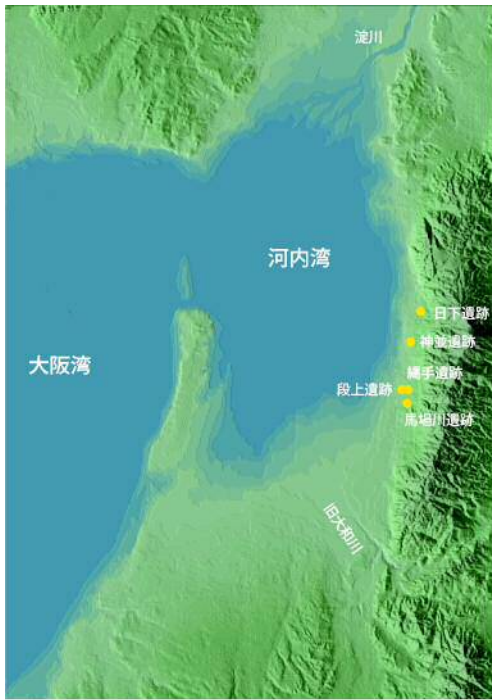 淀川
河内湾
日下遺跡
神並遺跡
大阪湾
縄手遺跡
段上遺跡
馬場川遺跡
旧大和川